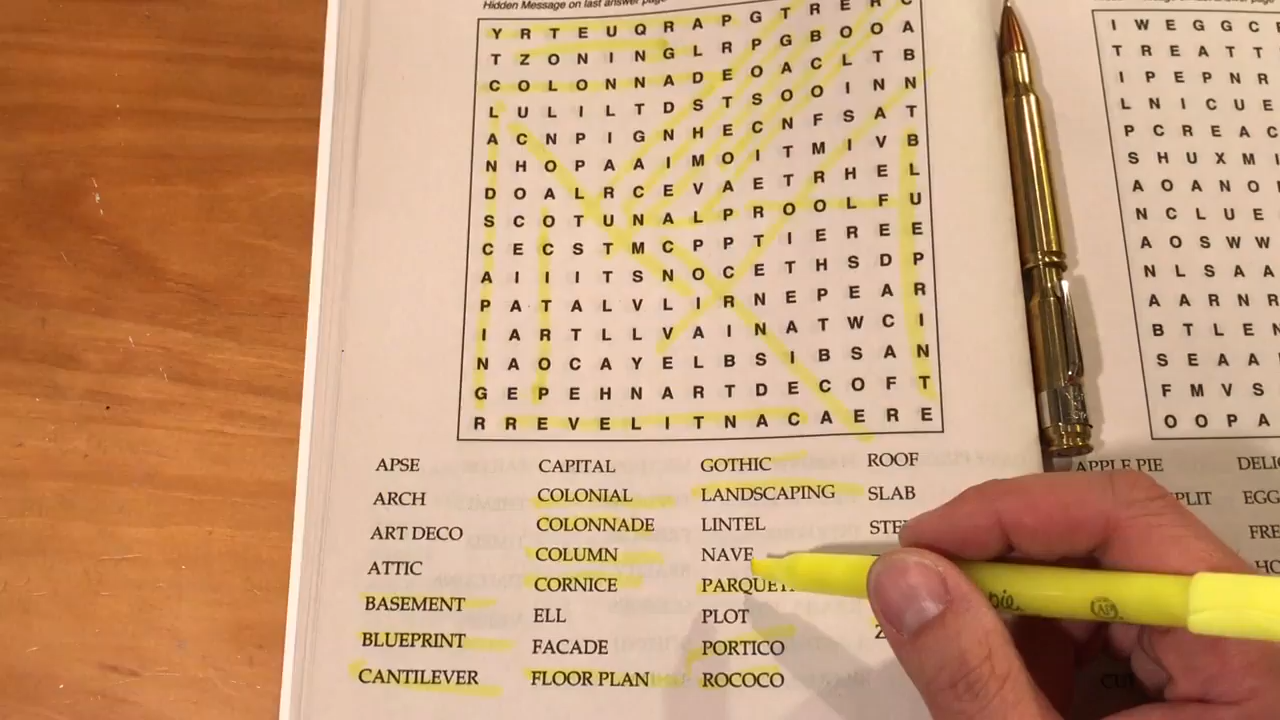 Hidden Message on last answer page
Y R T E U Q R A P G T R E H C
T Z O N I N G L R P G B O O A
C O L O N N A D E O A C L T B
L U L I L T D S T S O O I N N
A C N P I G N H E C N F S A T
N H O P A A I M O I T M I V B
D O A L R C E V A E T R H E L
S C O T U N A L P R O O L F U
C E C S T M C P P T I E R E E
A I I I T S N O C E T H S D P
P A T A L V L I R N E P E A R
I A R T L L V A I N A T W C I
N A O C A Y E L B S I B S A N
G E P E H N A R T D E C O F T
R R E V E L I T N A C A E R E
APSE CAPITAL GOTHIC ROOF
ARCH COLONIAL LANDSCAPING SLAB
ART DECO COLONNADE LINTEL
ATTIC COLUMN NAVE
BASEMENT CORNICE
BLUEPRINT ELL PLOT
CANTILEVER FACADE PORTICO
FLOOR PLAN ROCOCO
I W E G G C
T R E A T T
I P E P N R
L N I C U E
P C R E A C
S H U X M I
A O A N O
N C L U E
A O S W W
N L S A A
A A R N R
B T L E N
S E A A
F M V S
O O P A
APPLE PIE